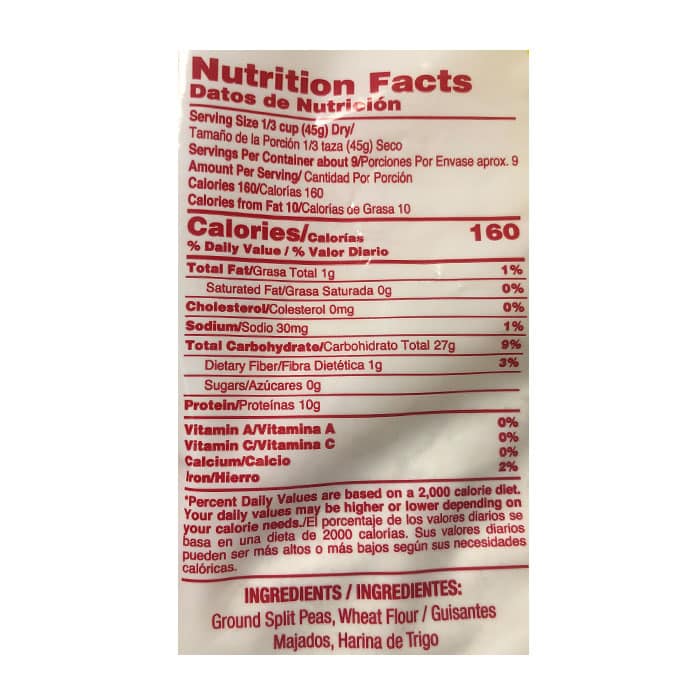 Nutrition Facts
Datos de Nutrición
Serving Size 1/3 cup (45g) Dry/
Tamaño de la Porción 1/3 taza (45g) Seco
Servings Per Container about 9/Porciones Por Envase aprox. 9
Amount Per Serving/ Cantidad Por Porción
Calories 160/Calorías 160
Calories from Fat 10/Calorías de Grasa 10
Calories/Calorías 160
% Daily Value / % Valor Diario
Total Fat/Grasa Total 1g 1%
Saturated Fat/Grasa Saturada 0g 0%
Cholesterol/Colesterol 0mg 0%
Sodium/Sodio 30mg 1%
Total Carbohydrate/Carbohidrato Total 27g 9%
Dietary Fiber/Fibra Dietética 1g 3%
Sugars/Azúcares 0g
Protein/Proteínas 10g
Vitamin A/Vitamina A 0%
Vitamin C/Vitamina C 0%
Calcium/Calcio 0%
Iron/Hierro 2%
*Percent Daily Values are based on a 2,000 calorie diet.
Your daily values may be higher or lower depending on
your calorie needs./El porcentaje de los valores diarios se
basa en una dieta de 2000 calorías. Sus valores diarios
pueden ser más altos o más bajos según sus necesidades
calóricas.
INGREDIENTS / INGREDIENTES:
Ground Split Peas, Wheat Flour / Guisantes
Majados, Harina de Trigo